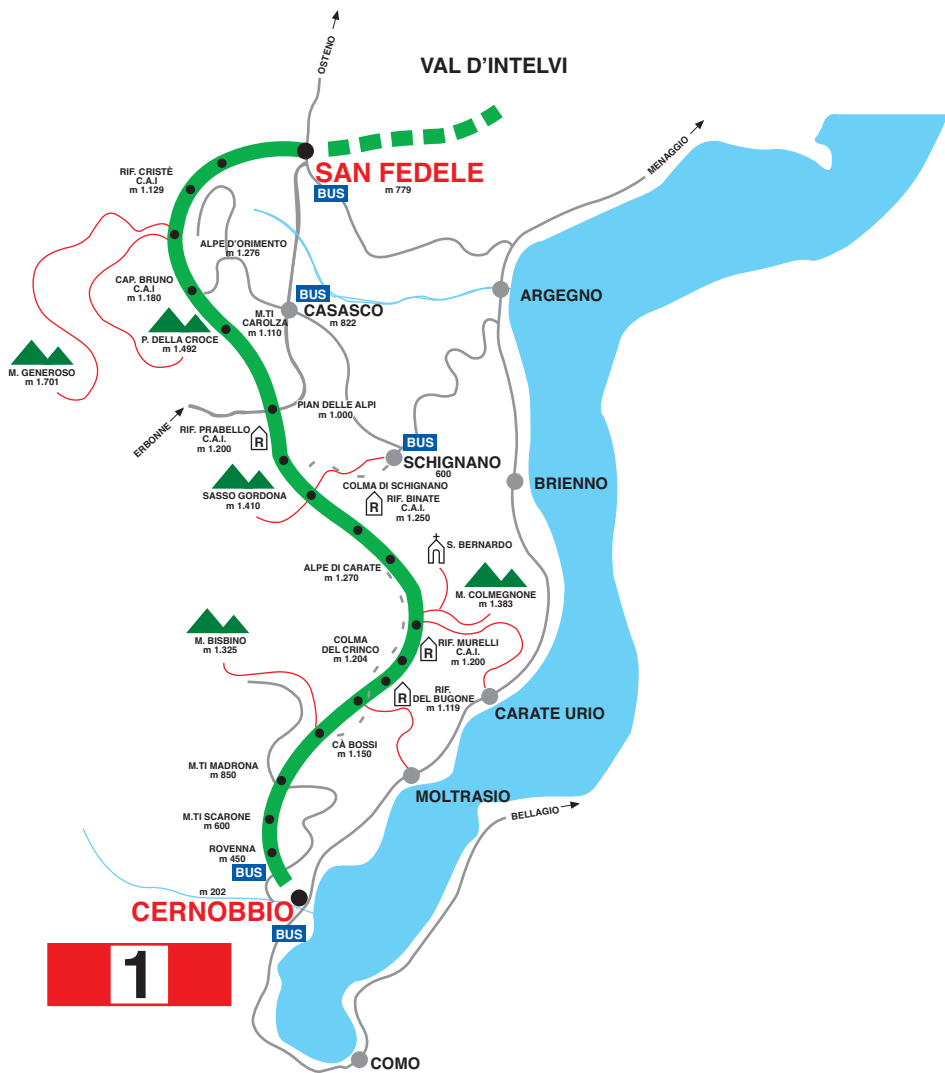 OSTENO
VAL D'INTELVI
MENAGGIO
RIF. CRISTÈ
C.A.I
m 1.129
SAN FEDELE
m 779
BUS
ALPE D'ORIMENTO
m 1.276
CAP. BRUNO
C.A.I
m 1.180
BUS
CASASCO
m 822
ARGEGNO
M.TI
CAROLZA
m 1.110
P. DELLA CROCE
m 1.492
M. GENEROSO
m 1.701
PIAN DELLE ALPI
m 1.000
ERBONNE
RIF. PRABELLO
C.A.I.
m 1.200
R
BUS
SCHIGNANO
600
BRIENNO
SASSO GORDONA
m 1.410
COLMA DI SCHIGNANO
R
RIF. BINATE
C.A.I.
m 1.250
S. BERNARDO
ALPE DI CARATE
m 1.270
M. COLMEGNONE
m 1.383
M. BISBINO
m 1.325
COLMA
DEL CRINCO
m 1.204
R
RIF. MURELLI
C.A.I.
m 1.200
R
RIF.
DEL BUGONE
m 1.119
CARATE URIO
CÀ BOSSI
m 1.150
M.TI MADRONA
m 850
MOLTRASIO
BELLAGIO
M.TI SCARONE
m 600
ROVENNA
m 450
BUS
m 202
CERNOBBIO
BUS
1
COMO